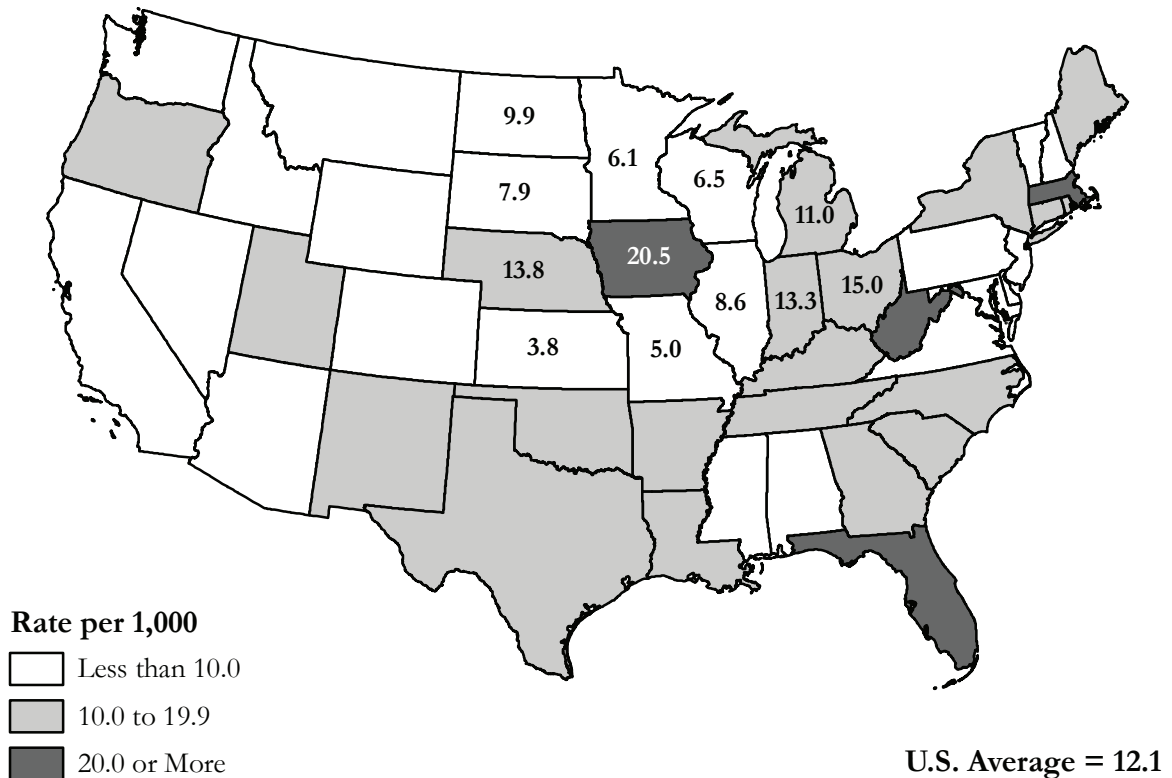 9.9
6.1
6.5
7.9
11.0
20.5
13.8
15.0
8.6
13.3
3.8
5.0
Rate per 1,000
Less than 10.0
10.0 to 19.9
20.0 or More
U.S. Average = 12.1